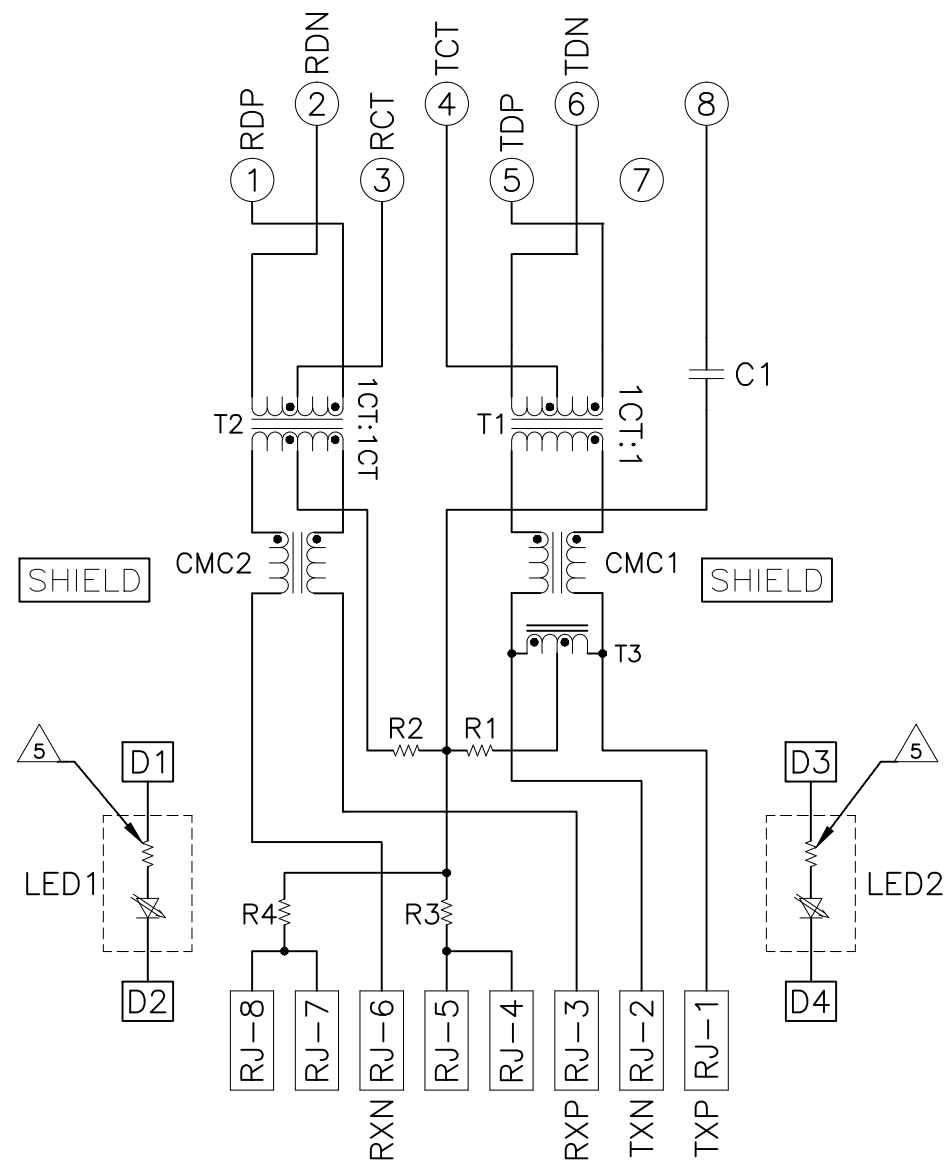 RDP
RDN
RCT
TCT
TDP
TDN
1
2
3
4
5
6
7
8
T2
1CT:1CT
T1
1CT:1
C1
SHIELD
CMC2
CMC1
SHIELD
T3
R2
R1
5
D1
LED1
D2
5
D3
LED2
D4
R4
R3
RJ-8
RJ-7
RJ-6
RJ-5
RJ-4
RJ-3
RJ-2
RJ-1
RXN
RXP
TXN
TXP